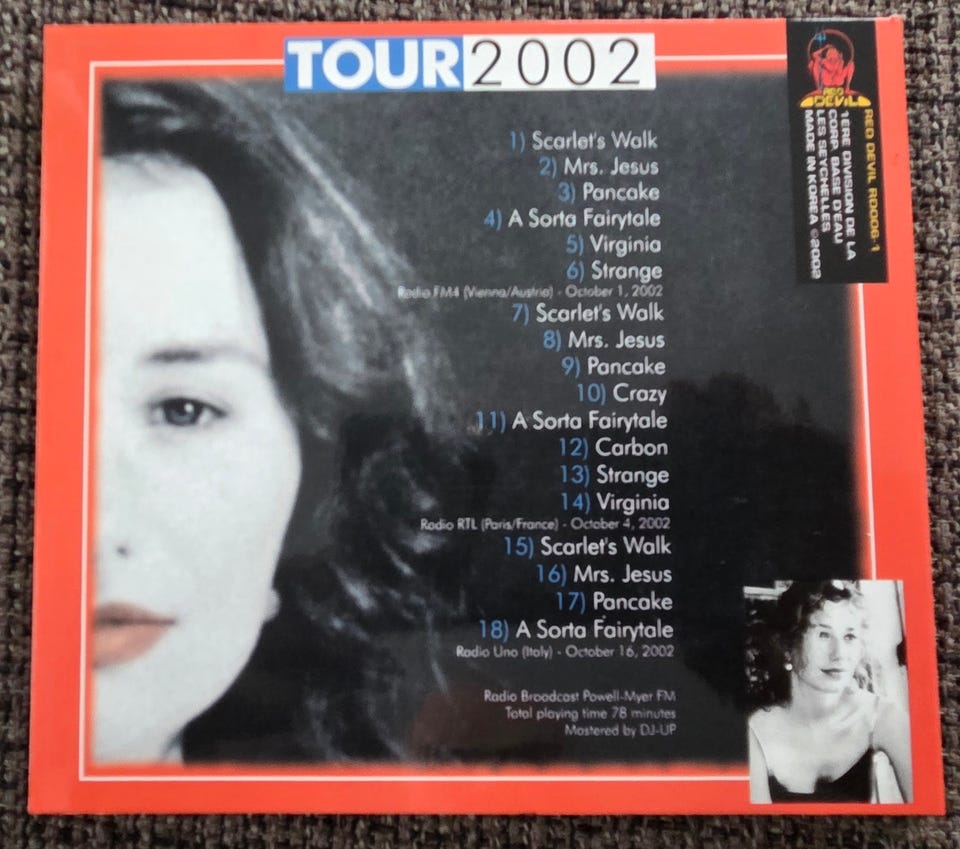 TOUR 2002
1) Scarlet's Walk
2) Mrs. Jesus
3) Pancake
4) A Sorta Fairytale
5) Virginia
6) Strange
Radio FM4 (Vienna/Austria) - October 1, 2002
7) Scarlet's Walk
8) Mrs. Jesus
9) Pancake
10) Crazy
11) A Sorta Fairytale
12) Carbon
13) Strange
14) Virginia
Radio RTL (Paris/France) - October 4, 2002
15) Scarlet's Walk
16) Mrs. Jesus
17) Pancake
18) A Sorta Fairytale
Radio Uno (Italy) - October 16, 2002
Radio Broadcast Powell-Myer FM
Total playing time 78 minutes
Mastered by DJ-UP
RED DEVIL
RED DEVIL RD006-1
1ÈRE DIVISION DE LA
CORP. BASE D'EAU
LES SEYCHELLES
MADE IN KOREA ©2002